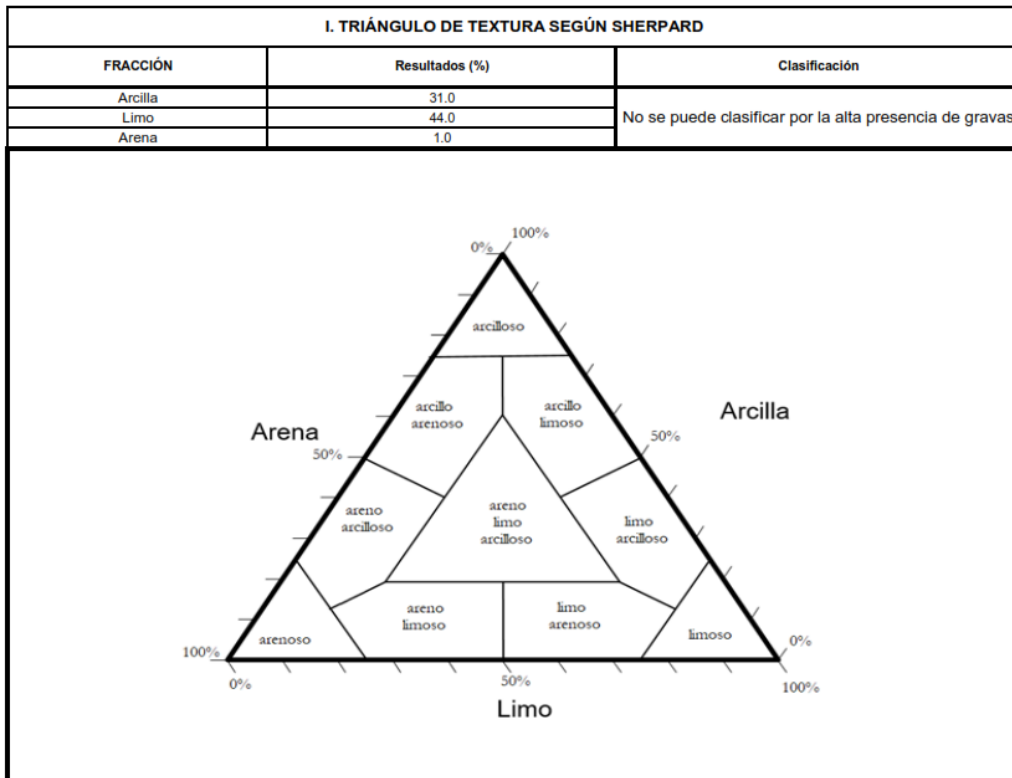 I. TRIÁNGULO DE TEXTURA SEGÚN SHERPARD
FRACCIÓN Resultados (%) Clasificación
Arcilla 31.0
Limo 44.0 No se puede clasificar por la alta presencia de gravas
Arena 1.0
100%
0%
arcilloso
arcillo
arenoso
arcillo
limoso
Arena
Arcilla
50%
50%
areno
arcilloso
areno
limo
arcilloso
limo
arcilloso
areno
limoso
limo
arenoso
arenoso
limoso
100%
0%
0%
50%
100%
Limo